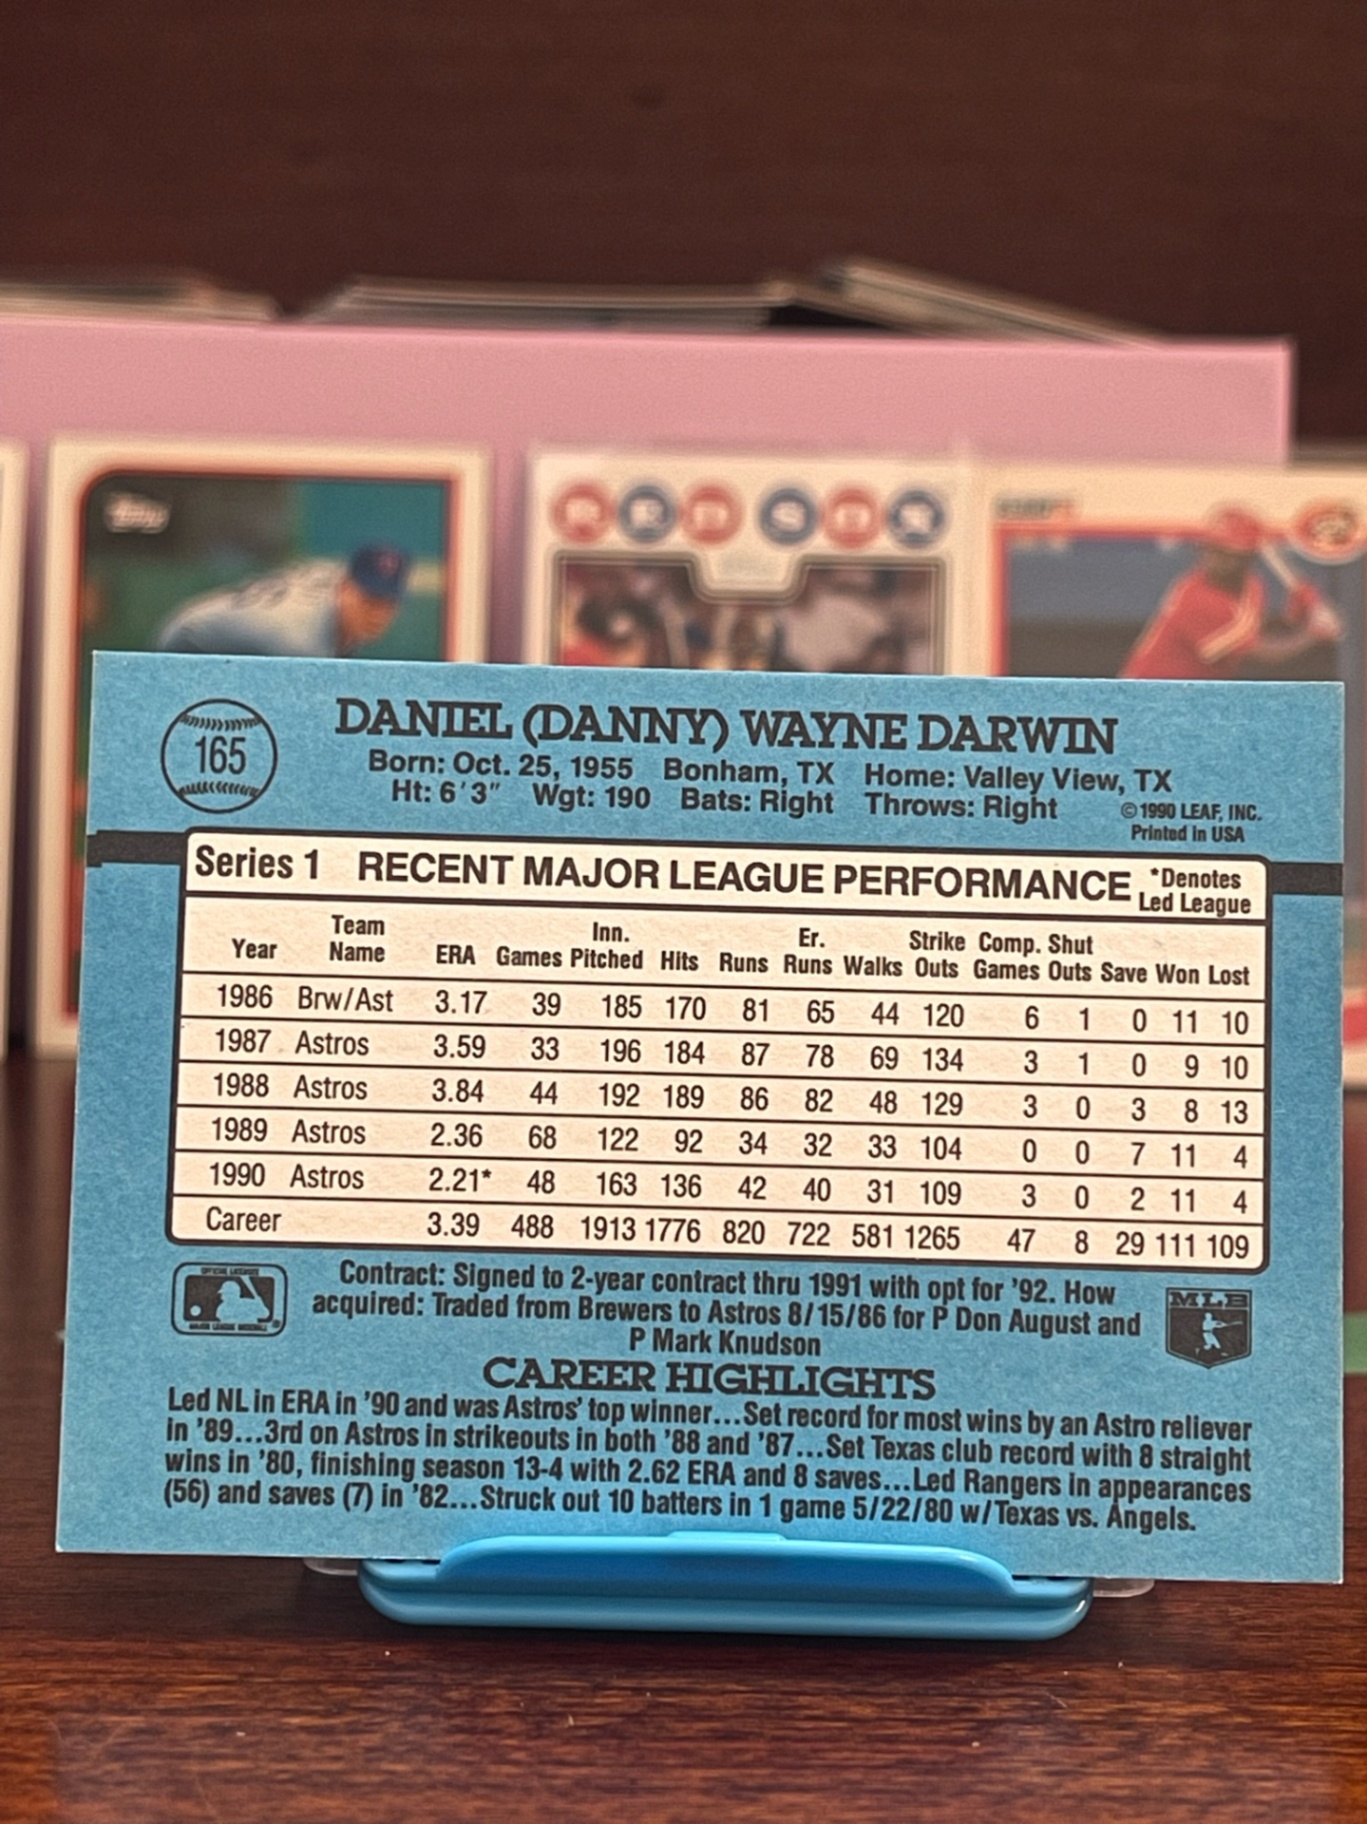 Topps
RED SOX
165
DANIEL (DANNY) WAYNE DARWIN
Born: Oct. 25, 1955 Bonham, TX Home: Valley View, TX
Ht: 6'3" Wgt: 190 Bats: Right Throws: Right
©1990 LEAF, INC.
Printed in USA
Series 1 RECENT MAJOR LEAGUE PERFORMANCE *Denotes Led League
Year Team Name ERA Games Inn. Pitched Hits Runs Er. Runs Walks Strike Outs Comp. Games Shut Outs Save Won Lost
1986 Brw/Ast 3.17 39 185 170 81 65 44 120 6 1 0 11 10
1987 Astros 3.59 33 196 184 87 78 69 134 3 1 0 9 10
1988 Astros 3.84 44 192 189 86 82 48 129 3 0 3 8 13
1989 Astros 2.36 68 122 92 34 32 33 104 0 0 7 11 4
1990 Astros 2.21* 48 163 136 42 40 31 109 3 0 2 11 4
Career 3.39 488 1913 1776 820 722 581 1265 47 8 29 111 109
Contract: Signed to 2-year contract thru 1991 with opt for '92. How
acquired: Traded from Brewers to Astros 8/15/86 for P Don August and
P Mark Knudson
MLB
CAREER HIGHLIGHTS
Led NL in ERA in '90 and was Astros' top winner...Set record for most wins by an Astro reliever
in '89...3rd on Astros in strikeouts in both '88 and '87...Set Texas club record with 8 straight
wins in '80, finishing season 13-4 with 2.62 ERA and 8 saves...Led Rangers in appearances
(56) and saves (7) in '82...Struck out 10 batters in 1 game 5/22/80 w/Texas vs. Angels.